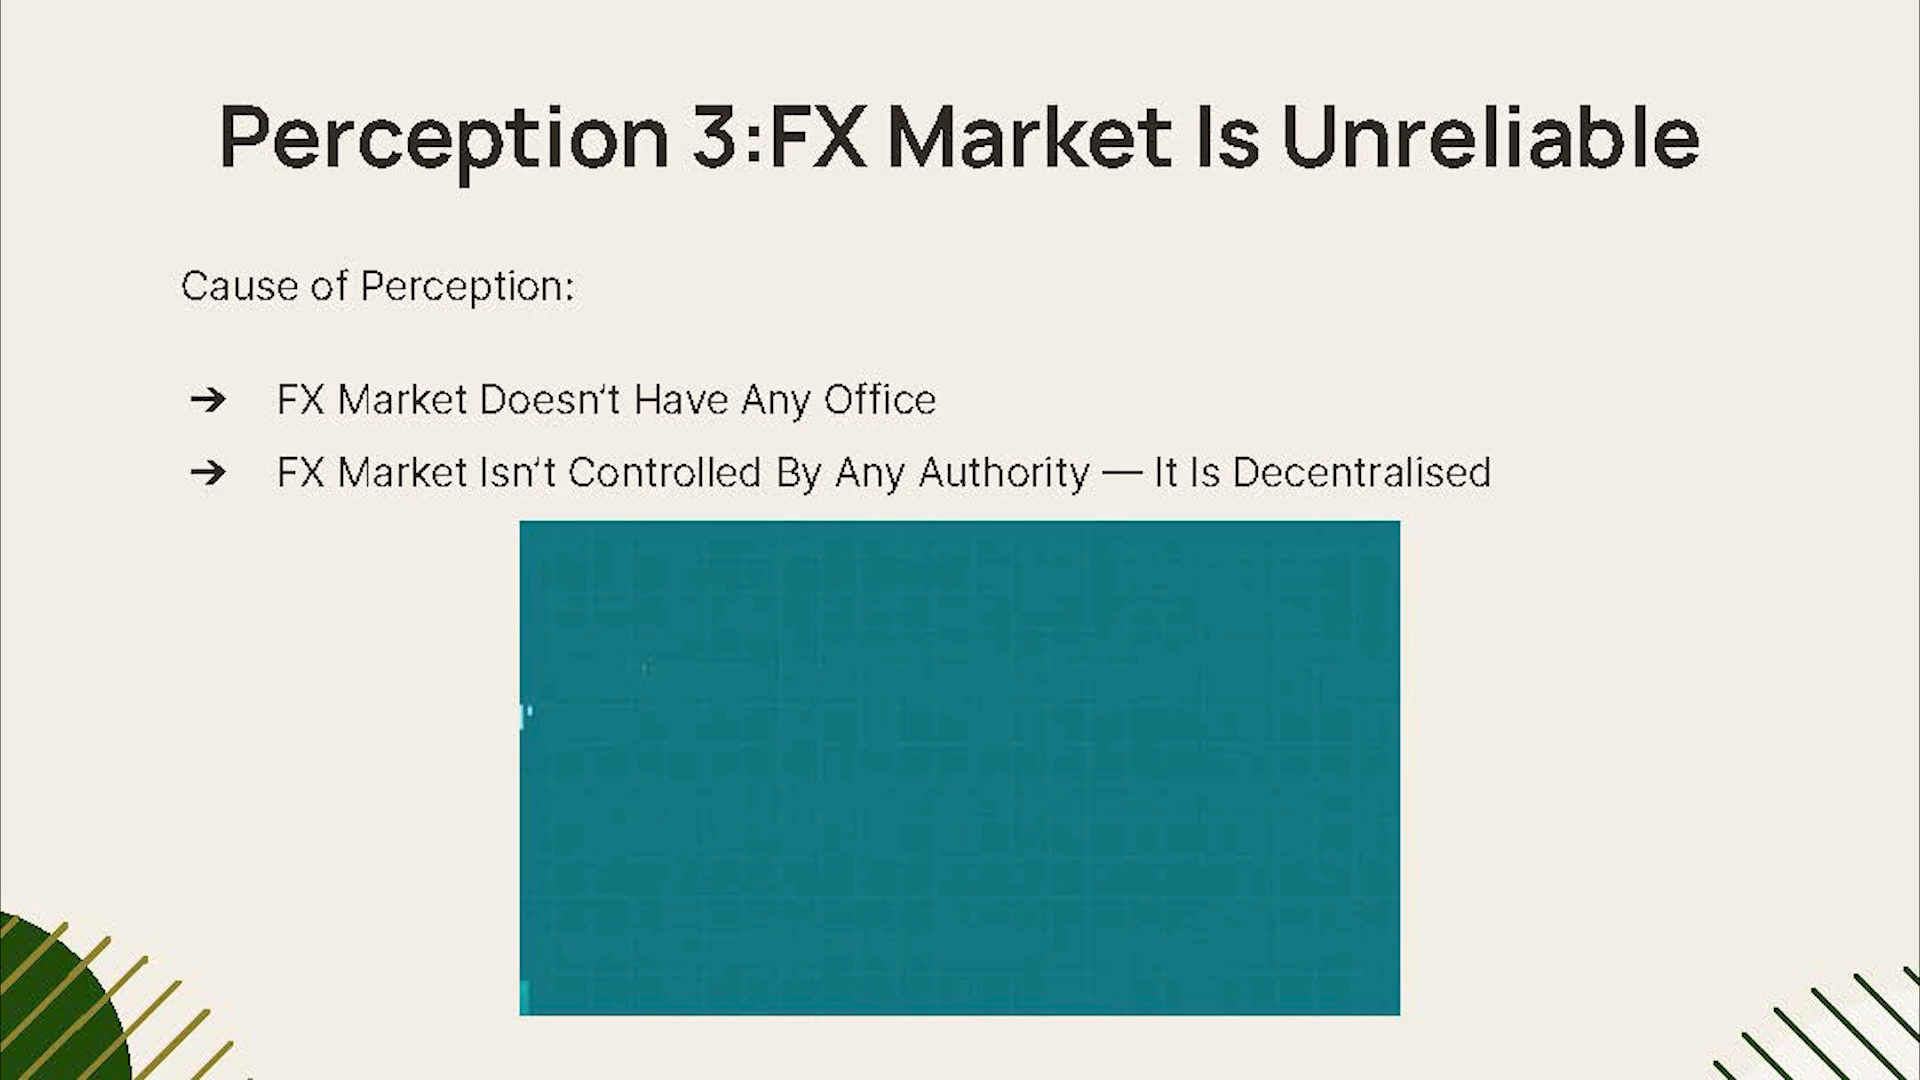 Perception 3:FX Market Is Unreliable
Cause of Perception:
➔ FX Market Doesn't Have Any Office
➔ FX Market Isn't Controlled By Any Authority — It Is Decentralised